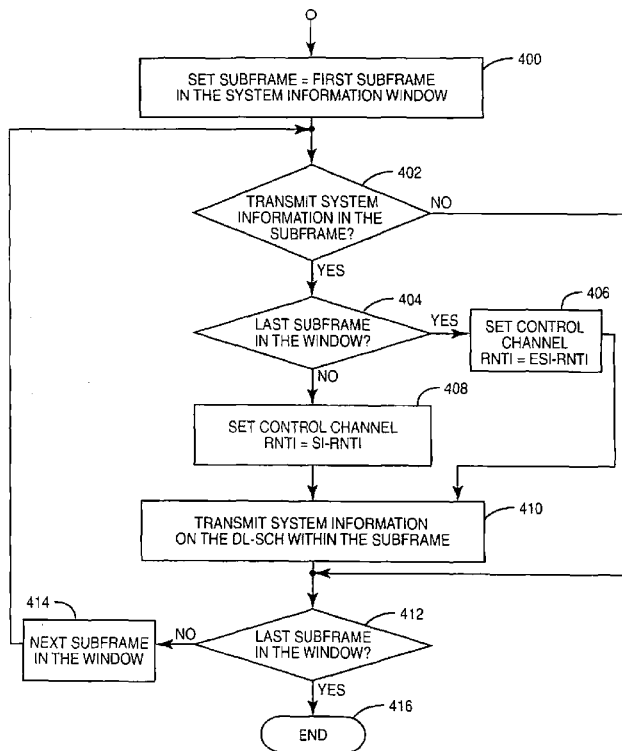 400
SET SUBFRAME = FIRST SUBFRAME
IN THE SYSTEM INFORMATION WINDOW
402
TRANSMIT SYSTEM
INFORMATION IN THE
SUBFRAME?
NO
YES
404
LAST SUBFRAME
IN THE WINDOW?
YES
NO
406
SET CONTROL
CHANNEL
RNTI = ESI-RNTI
408
SET CONTROL CHANNEL
RNTI = SI-RNTI
410
TRANSMIT SYSTEM INFORMATION
ON THE DL-SCH WITHIN THE SUBFRAME
412
LAST SUBFRAME
IN THE WINDOW?
NO
YES
414
NEXT SUBFRAME
IN THE WINDOW
416
END